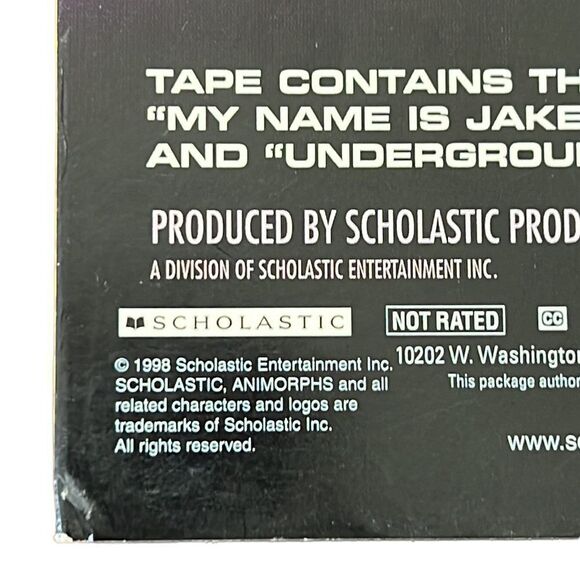 TAPE CONTAINS TH
“MY NAME IS JAKE
AND “UNDERGROU
PRODUCED BY SCHOLASTIC PROD
A DIVISION OF SCHOLASTIC ENTERTAINMENT INC.
SCHOLASTIC
NOT RATED
CC
© 1998 Scholastic Entertainment Inc.
SCHOLASTIC, ANIMORPHS and all
related characters and logos are
trademarks of Scholastic Inc.
All rights reserved.
10202 W. Washington
This package author
www.s